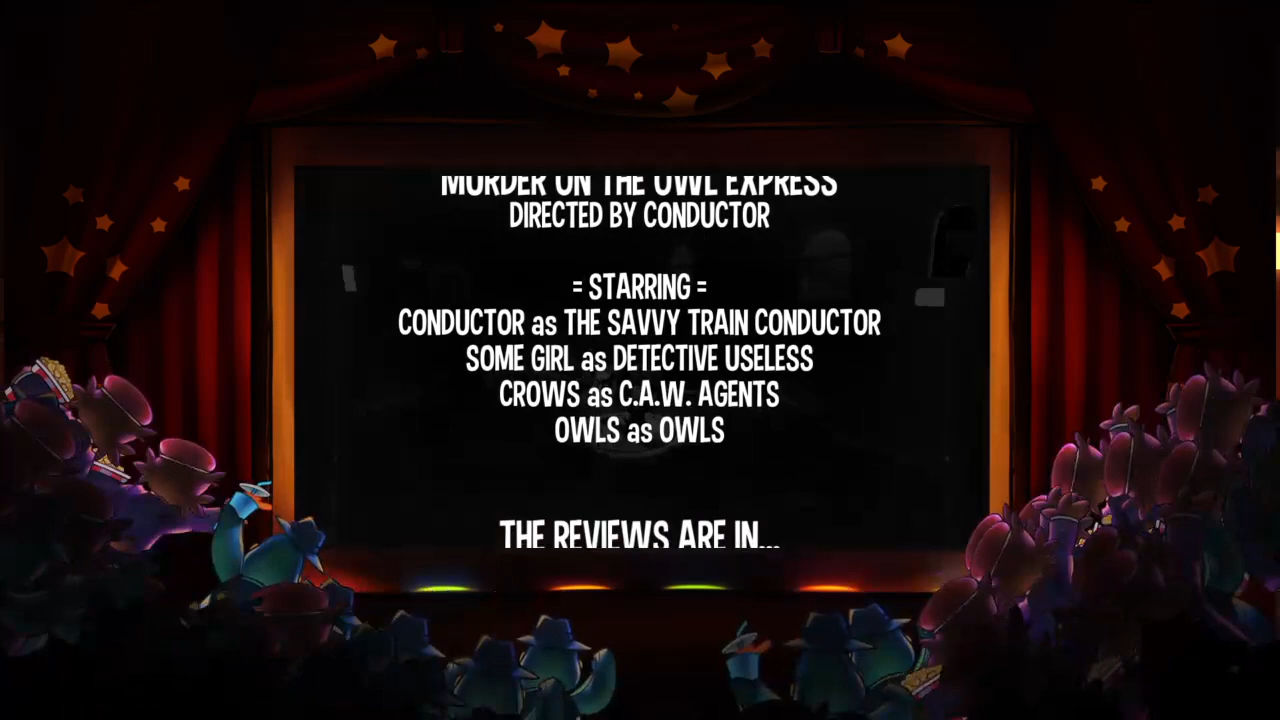 MURDER ON THE OWL EXPRESS
DIRECTED BY CONDUCTOR
= STARRING =
CONDUCTOR as THE SAVVY TRAIN CONDUCTOR
SOME GIRL as DETECTIVE USELESS
CROWS as C.A.W. AGENTS
OWLS as OWLS
THE REVIEWS ARE IN...